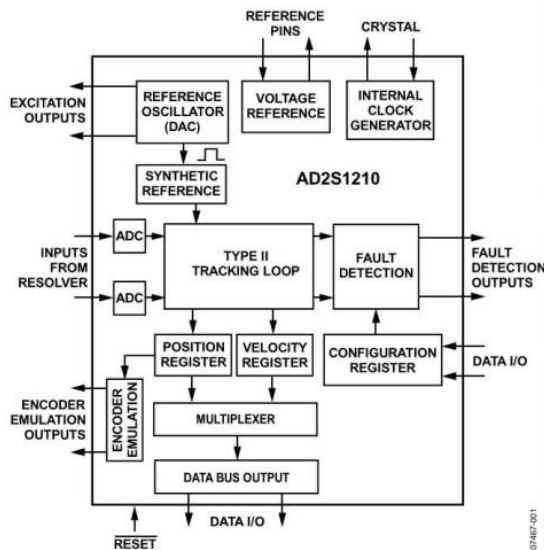 REFERENCE
PINS
CRYSTAL
EXCITATION
OUTPUTS
REFERENCE
OSCILLATOR
(DAC)
VOLTAGE
REFERENCE
INTERNAL
CLOCK
GENERATOR
SYNTHETIC
REFERENCE
AD2S1210
INPUTS
FROM
RESOLVER
ADC
ADC
TYPE II
TRACKING LOOP
FAULT
DETECTION
FAULT
DETECTION
OUTPUTS
POSITION
REGISTER
VELOCITY
REGISTER
CONFIGURATION
REGISTER
DATA I/O
ENCODER
EMULATION
OUTPUTS
ENCODER
EMULATION
MULTIPLEXER
DATA BUS OUTPUT
DATA I/O
RESET
07467-001